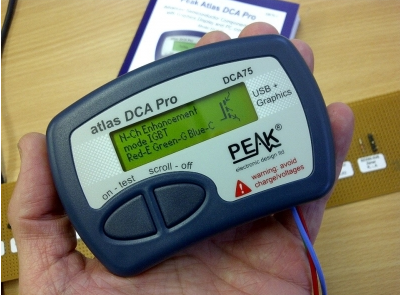 Peak Atlas DCA Pro
atlas DCA Pro
DCA75
USB +
Graphics
N-Ch Enhancement
mode IGBT
Red-E Green-G Blue-C
on - test
scroll - off
PEAK®
electronic design ltd
warning: avoid
charge/voltages